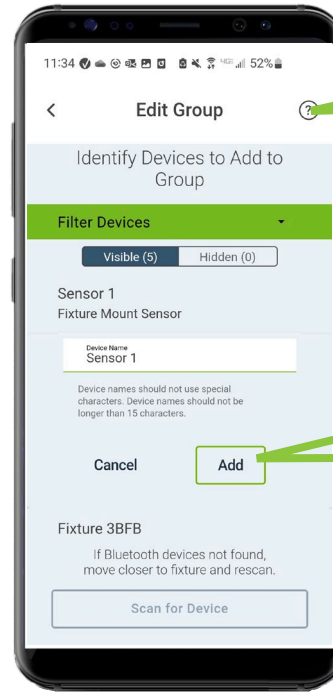 11:34 52%
Edit Group ?
Identify Devices to Add to
Group
Filter Devices
Visible (5) Hidden (0)
Sensor 1
Fixture Mount Sensor
Device Name
Sensor 1
Device names should not use special
characters. Device names should not be
longer than 15 characters.
Cancel Add
Fixture 3BFB
If Bluetooth devices not found,
move closer to fixture and rescan.
Scan for Device